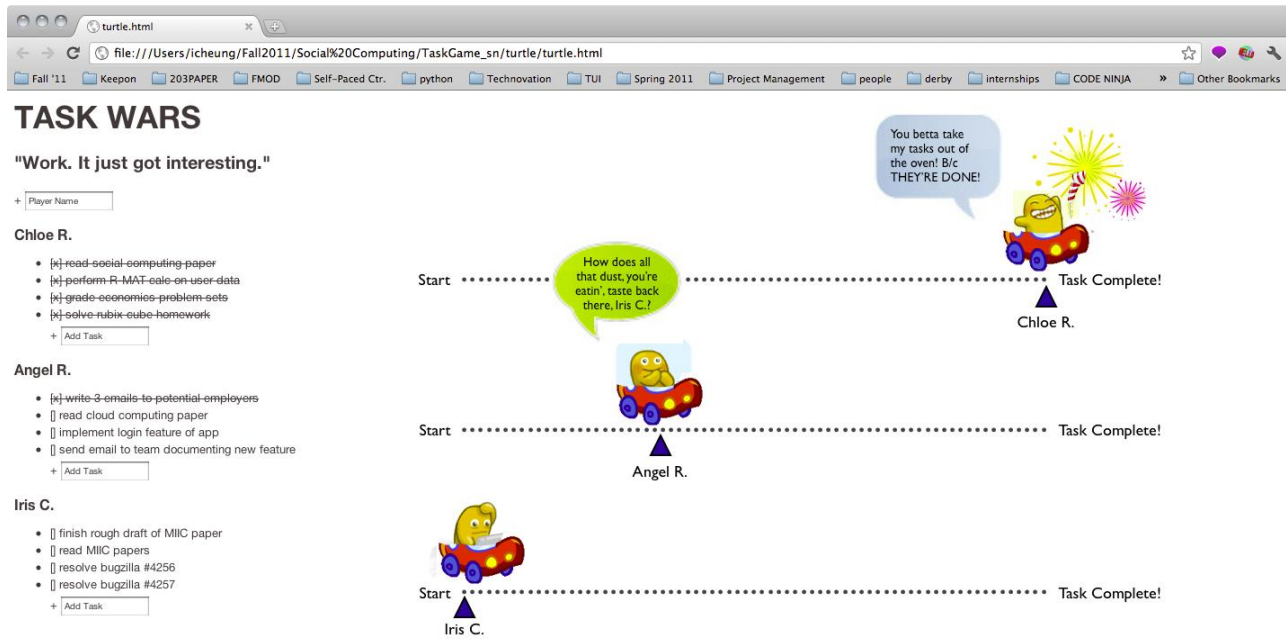 turtle.html
file:///Users/icheung/Fall2011/Social%20Computing/TaskGame_sn/turtle/turtle.html
Fall '11 Keepon 203PAPER FMOD Self-Paced Ctr. python Technovation TUI Spring 2011 Project Management people derby internships CODE NINJA » Other Bookmarks
TASK WARS
"Work. It just got interesting."
+ Player Name
Chloe R.
[x] read social computing paper
[x] perform R-MAT calc on user data
[x] grade economics problem sets
[x] solve rubix cube homework
+ Add Task
You betta take
my tasks out of
the oven! B/c
THEY'RE DONE!
Start
Task Complete!
Chloe R.
Angel R.
[x] write 3 emails to potential employers
[] read cloud computing paper
[] implement login feature of app
[] send email to team documenting new feature
+ Add Task
How does all
that dust, you're
eatin', taste back
there, Iris C.?
Start
Task Complete!
Angel R.
Iris C.
[] finish rough draft of MIIC paper
[] read MIIC papers
[] resolve bugzilla #4256
[] resolve bugzilla #4257
+ Add Task
Start
Task Complete!
Iris C.